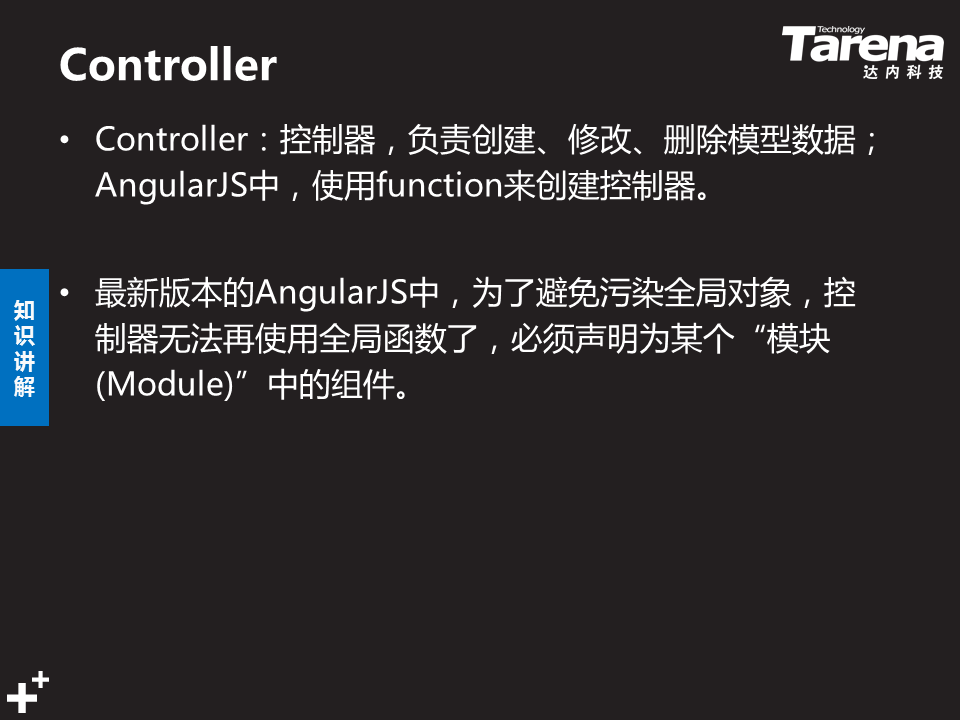 Controller
Technology
Tarena
达内科技
• Controller：控制器，负责创建、修改、删除模型数据；
AngularJS中，使用function来创建控制器。
• 最新版本的AngularJS中，为了避免污染全局对象，控
制器无法再使用全局函数了，必须声明为某个“模块
(Module)”中的组件。
知
识
讲
解